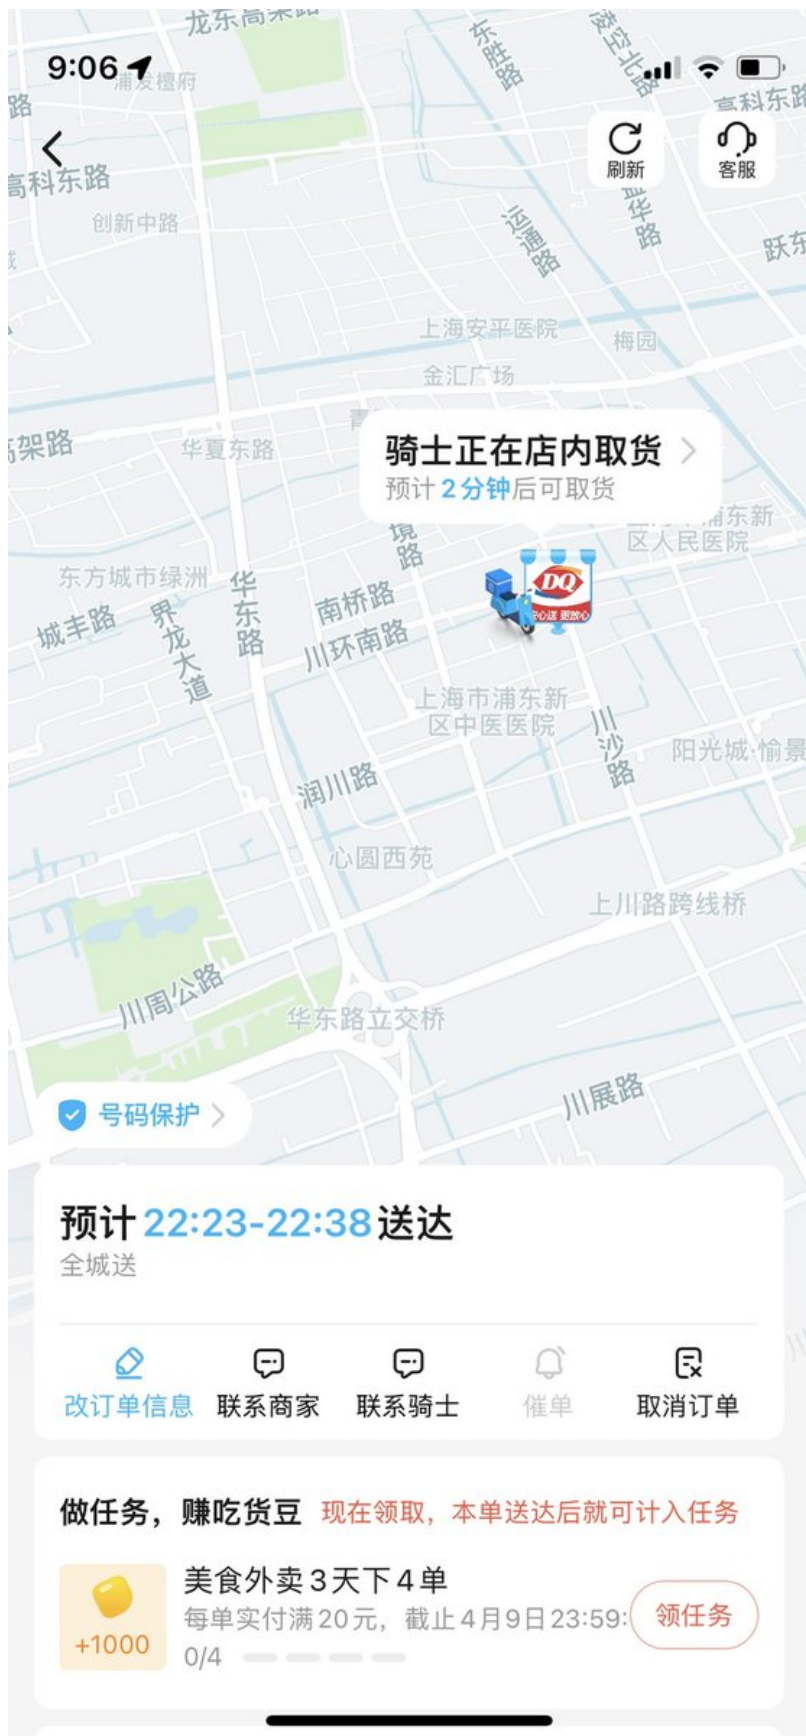 龙东高架路
9:06
浦发檀府
东胜路
凌空北路
路
高科东路
刷新
客服
高科东路
创新中路
运通路
益华路
跃东
上海安平医院
梅园
金汇广场
高架路
华夏东路
骑士正在店内取货
预计2分钟后可取货
浦东新
区人民医院
境路
东方城市绿洲
华东路
南桥路
DQ
安心送 更放心
城丰路
界龙大道
川环南路
上海市浦东新
区中医医院
川沙路
阳光城·愉景
润川路
心圆西苑
上川路跨线桥
川周公路
华东路立交桥
川展路
号码保护
预计22:23-22:38送达
全城送
改订单信息
联系商家
联系骑士
催单
取消订单
做任务，赚吃货豆
现在领取，本单送达后就可计入任务
美食外卖3天下4单
每单实付满20元，截止4月9日23:59:
领任务
+1000
0/4